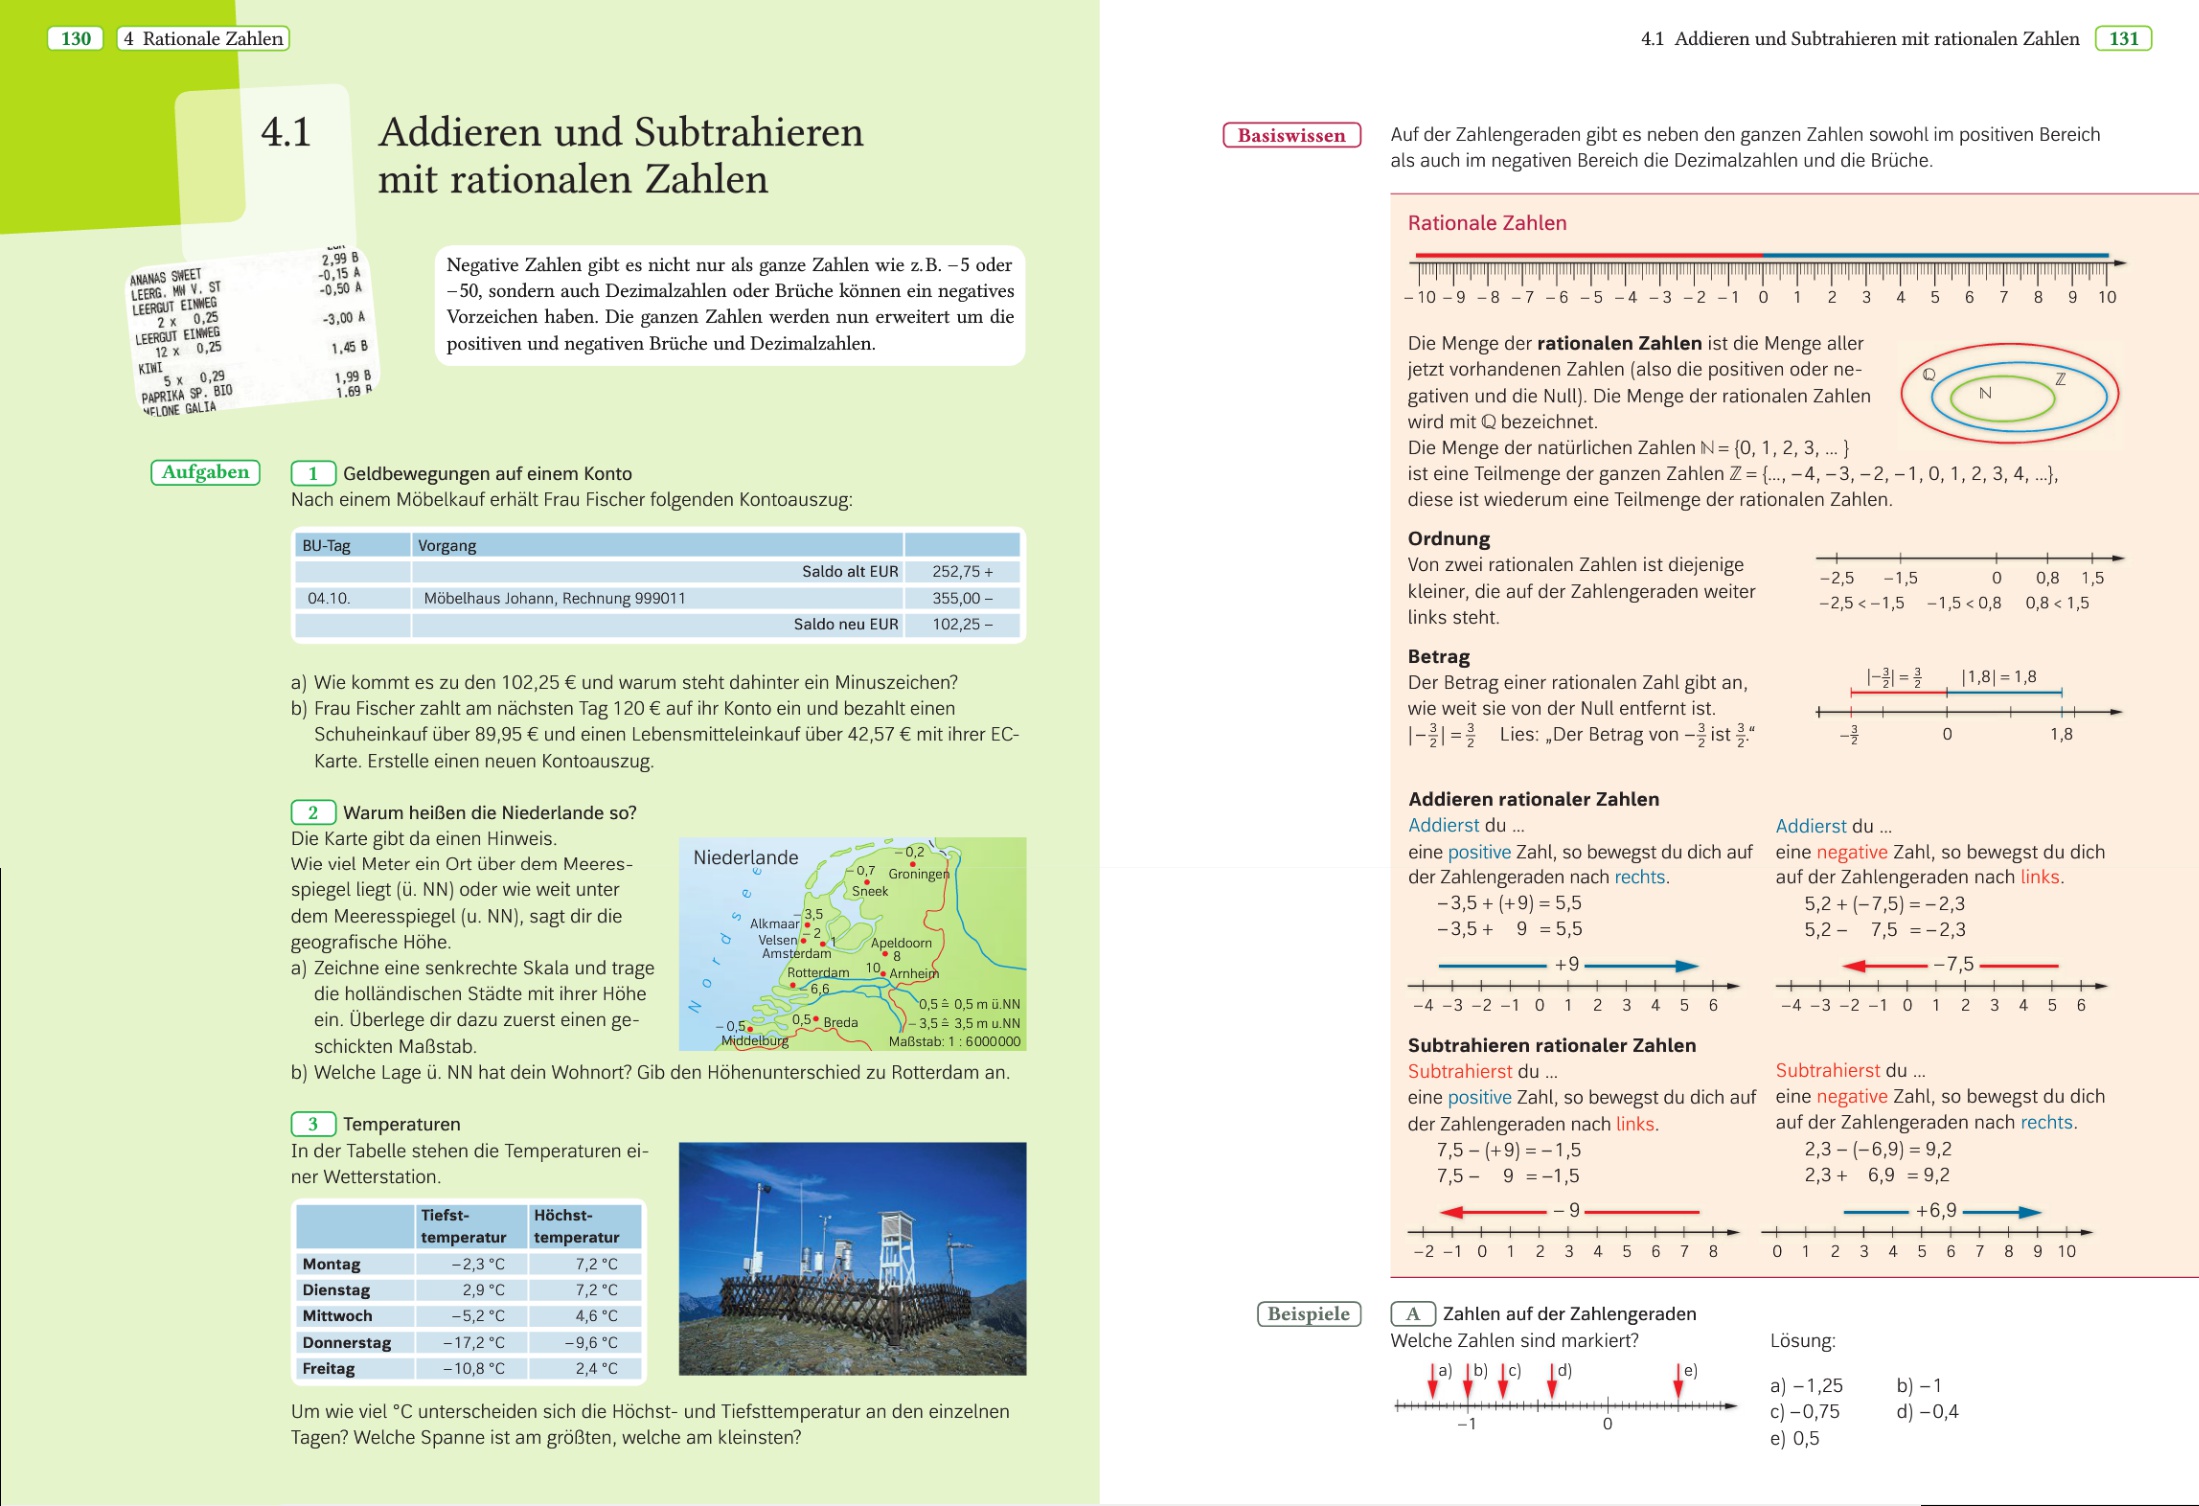 130 4 Rationale Zahlen
4.1 Addieren und Subtrahieren
mit rationalen Zahlen
EUR
2,99 B
ANANAS SWEET -0,15 A
LEERG. MW V. ST -0,50 A
LEERGUT EINWEG
2 x 0,25 -3,00 A
LEERGUT EINWEG
12 x 0,25 1,45 B
KIWI
5 x 0,29 1,99 B
PAPRIKA SP. BIO 1.69 B
MELONE GALIA
Negative Zahlen gibt es nicht nur als ganze Zahlen wie z.B. −5 oder
−50, sondern auch Dezimalzahlen oder Brüche können ein negatives
Vorzeichen haben. Die ganzen Zahlen werden nun erweitert um die
positiven und negativen Brüche und Dezimalzahlen.
Aufgaben
1 Geldbewegungen auf einem Konto
Nach einem Möbelkauf erhält Frau Fischer folgenden Kontoauszug:
BU-Tag Vorgang
Saldo alt EUR 252,75 +
04.10. Möbelhaus Johann, Rechnung 999011 355,00 −
Saldo neu EUR 102,25 −
a) Wie kommt es zu den 102,25 € und warum steht dahinter ein Minuszeichen?
b) Frau Fischer zahlt am nächsten Tag 120 € auf ihr Konto ein und bezahlt einen
Schuheinkauf über 89,95 € und einen Lebensmitteleinkauf über 42,57 € mit ihrer EC-
Karte. Erstelle einen neuen Kontoauszug.
2 Warum heißen die Niederlande so?
Die Karte gibt da einen Hinweis.
Wie viel Meter ein Ort über dem Meeres-
spiegel liegt (ü. NN) oder wie weit unter
dem Meeresspiegel (u. NN), sagt dir die
geografische Höhe.
a) Zeichne eine senkrechte Skala und trage
die holländischen Städte mit ihrer Höhe
ein. Überlege dir dazu zuerst einen ge-
schickten Maßstab.
b) Welche Lage ü. NN hat dein Wohnort? Gib den Höhenunterschied zu Rotterdam an.
Niederlande
Nordsee
−0,2
Groningen
−0,7
Sneek
−3,5
Alkmaar
Velsen −2
1
Amsterdam
Apeldoorn
8
Rotterdam
−6,6
10 Arnheim
0,5 ≙ 0,5 m ü.NN
−3,5 ≙ 3,5 m u.NN
0,5 Breda
−0,5
Middelburg
Maßstab: 1 : 6000000
3 Temperaturen
In der Tabelle stehen die Temperaturen ei-
ner Wetterstation.
Tiefst- Höchst-
temperatur temperatur
Montag −2,3 °C 7,2 °C
Dienstag 2,9 °C 7,2 °C
Mittwoch −5,2 °C 4,6 °C
Donnerstag −17,2 °C −9,6 °C
Freitag −10,8 °C 2,4 °C
Um wie viel °C unterscheiden sich die Höchst- und Tiefsttemperatur an den einzelnen
Tagen? Welche Spanne ist am größten, welche am kleinsten?
4.1 Addieren und Subtrahieren mit rationalen Zahlen 131
Basiswissen
Auf der Zahlengeraden gibt es neben den ganzen Zahlen sowohl im positiven Bereich
als auch im negativen Bereich die Dezimalzahlen und die Brüche.
Rationale Zahlen
−10 −9 −8 −7 −6 −5 −4 −3 −2 −1 0 1 2 3 4 5 6 7 8 9 10
Die Menge der rationalen Zahlen ist die Menge aller
jetzt vorhandenen Zahlen (also die positiven oder ne-
gativen und die Null). Die Menge der rationalen Zahlen
wird mit ℚ bezeichnet.
ℚ ℕ ℤ
Die Menge der natürlichen Zahlen ℕ = {0, 1, 2, 3, ... }
ist eine Teilmenge der ganzen Zahlen ℤ = {..., −4, −3, −2, −1, 0, 1, 2, 3, 4, ...},
diese ist wiederum eine Teilmenge der rationalen Zahlen.
Ordnung
Von zwei rationalen Zahlen ist diejenige
kleiner, die auf der Zahlengeraden weiter
links steht.
−2,5 −1,5 0 0,8 1,5
−2,5 < −1,5 −1,5 < 0,8 0,8 < 1,5
Betrag
Der Betrag einer rationalen Zahl gibt an,
wie weit sie von der Null entfernt ist.
|−3/2| = 3/2 Lies: „Der Betrag von −3/2 ist 3/2.“
|−3/2| = 3/2 |1,8| = 1,8
−3/2 0 1,8
Addieren rationaler Zahlen
Addierst du ...
eine positive Zahl, so bewegst du dich auf
der Zahlengeraden nach rechts.
−3,5 + (+9) = 5,5
−3,5 + 9 = 5,5
+9
−4 −3 −2 −1 0 1 2 3 4 5 6
Addierst du ...
eine negative Zahl, so bewegst du dich
auf der Zahlengeraden nach links.
5,2 + (−7,5) = −2,3
5,2 − 7,5 = −2,3
−7,5
−4 −3 −2 −1 0 1 2 3 4 5 6
Subtrahieren rationaler Zahlen
Subtrahierst du ...
eine positive Zahl, so bewegst du dich auf
der Zahlengeraden nach links.
7,5 − (+9) = −1,5
7,5 − 9 = −1,5
−9
−2 −1 0 1 2 3 4 5 6 7 8
Subtrahierst du ...
eine negative Zahl, so bewegst du dich
auf der Zahlengeraden nach rechts.
2,3 − (−6,9) = 9,2
2,3 + 6,9 = 9,2
+6,9
0 1 2 3 4 5 6 7 8 9 10
Beispiele
A Zahlen auf der Zahlengeraden
Welche Zahlen sind markiert?
a) b) c) d) e)
−1 0
Lösung:
a) −1,25 b) −1
c) −0,75 d) −0,4
e) 0,5